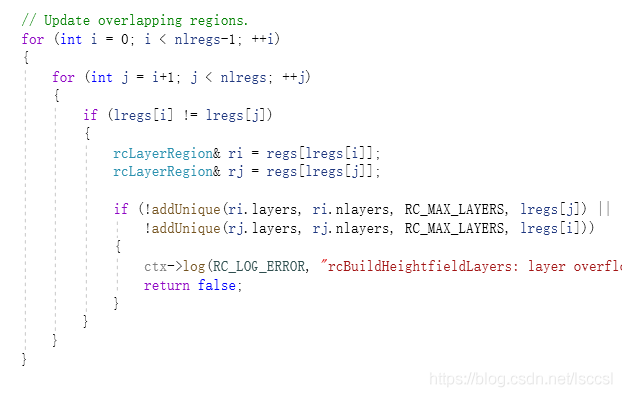 // Update overlapping regions.
for (int i = 0; i < nlregs-1; ++i)
{
    for (int j = i+1; j < nlregs; ++j)
    {
        if (lregs[i] != lregs[j])
        {
            rcLayerRegion& ri = regs[lregs[i]];
            rcLayerRegion& rj = regs[lregs[j]];

            if (!addUnique(ri.layers, ri.nlayers, RC_MAX_LAYERS, lregs[j]) ||
                !addUnique(rj.layers, rj.nlayers, RC_MAX_LAYERS, lregs[i]))
            {
                ctx->log(RC_LOG_ERROR, "rcBuildHeightfieldLayers: layer overfl
                return false;
            }
        }
    }
}
https://blog.csdn.net/lsccsl